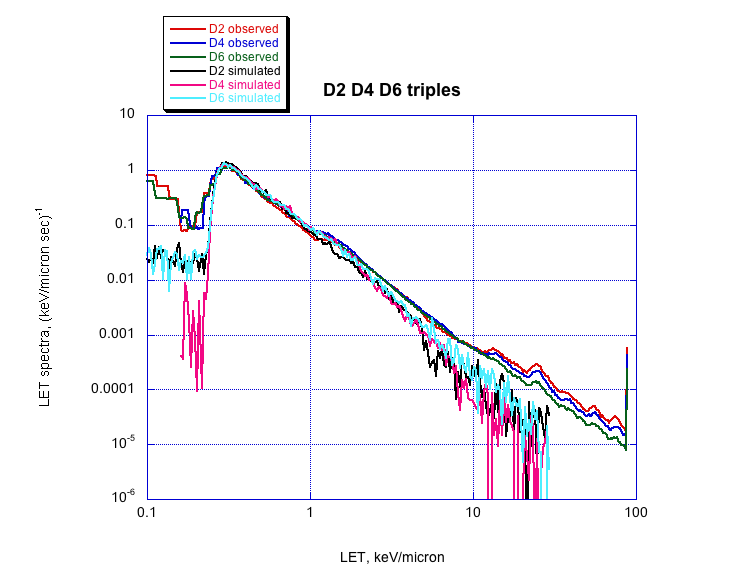 D2 observed
D4 observed
D6 observed
D2 simulated
D4 simulated
D6 simulated
D2 D4 D6 triples
10
1
0.1
0.01
0.001
0.0001
10^-5
10^-6
LET spectra, (keV/micron sec)^-1
0.1 1 10 100
LET, keV/micron